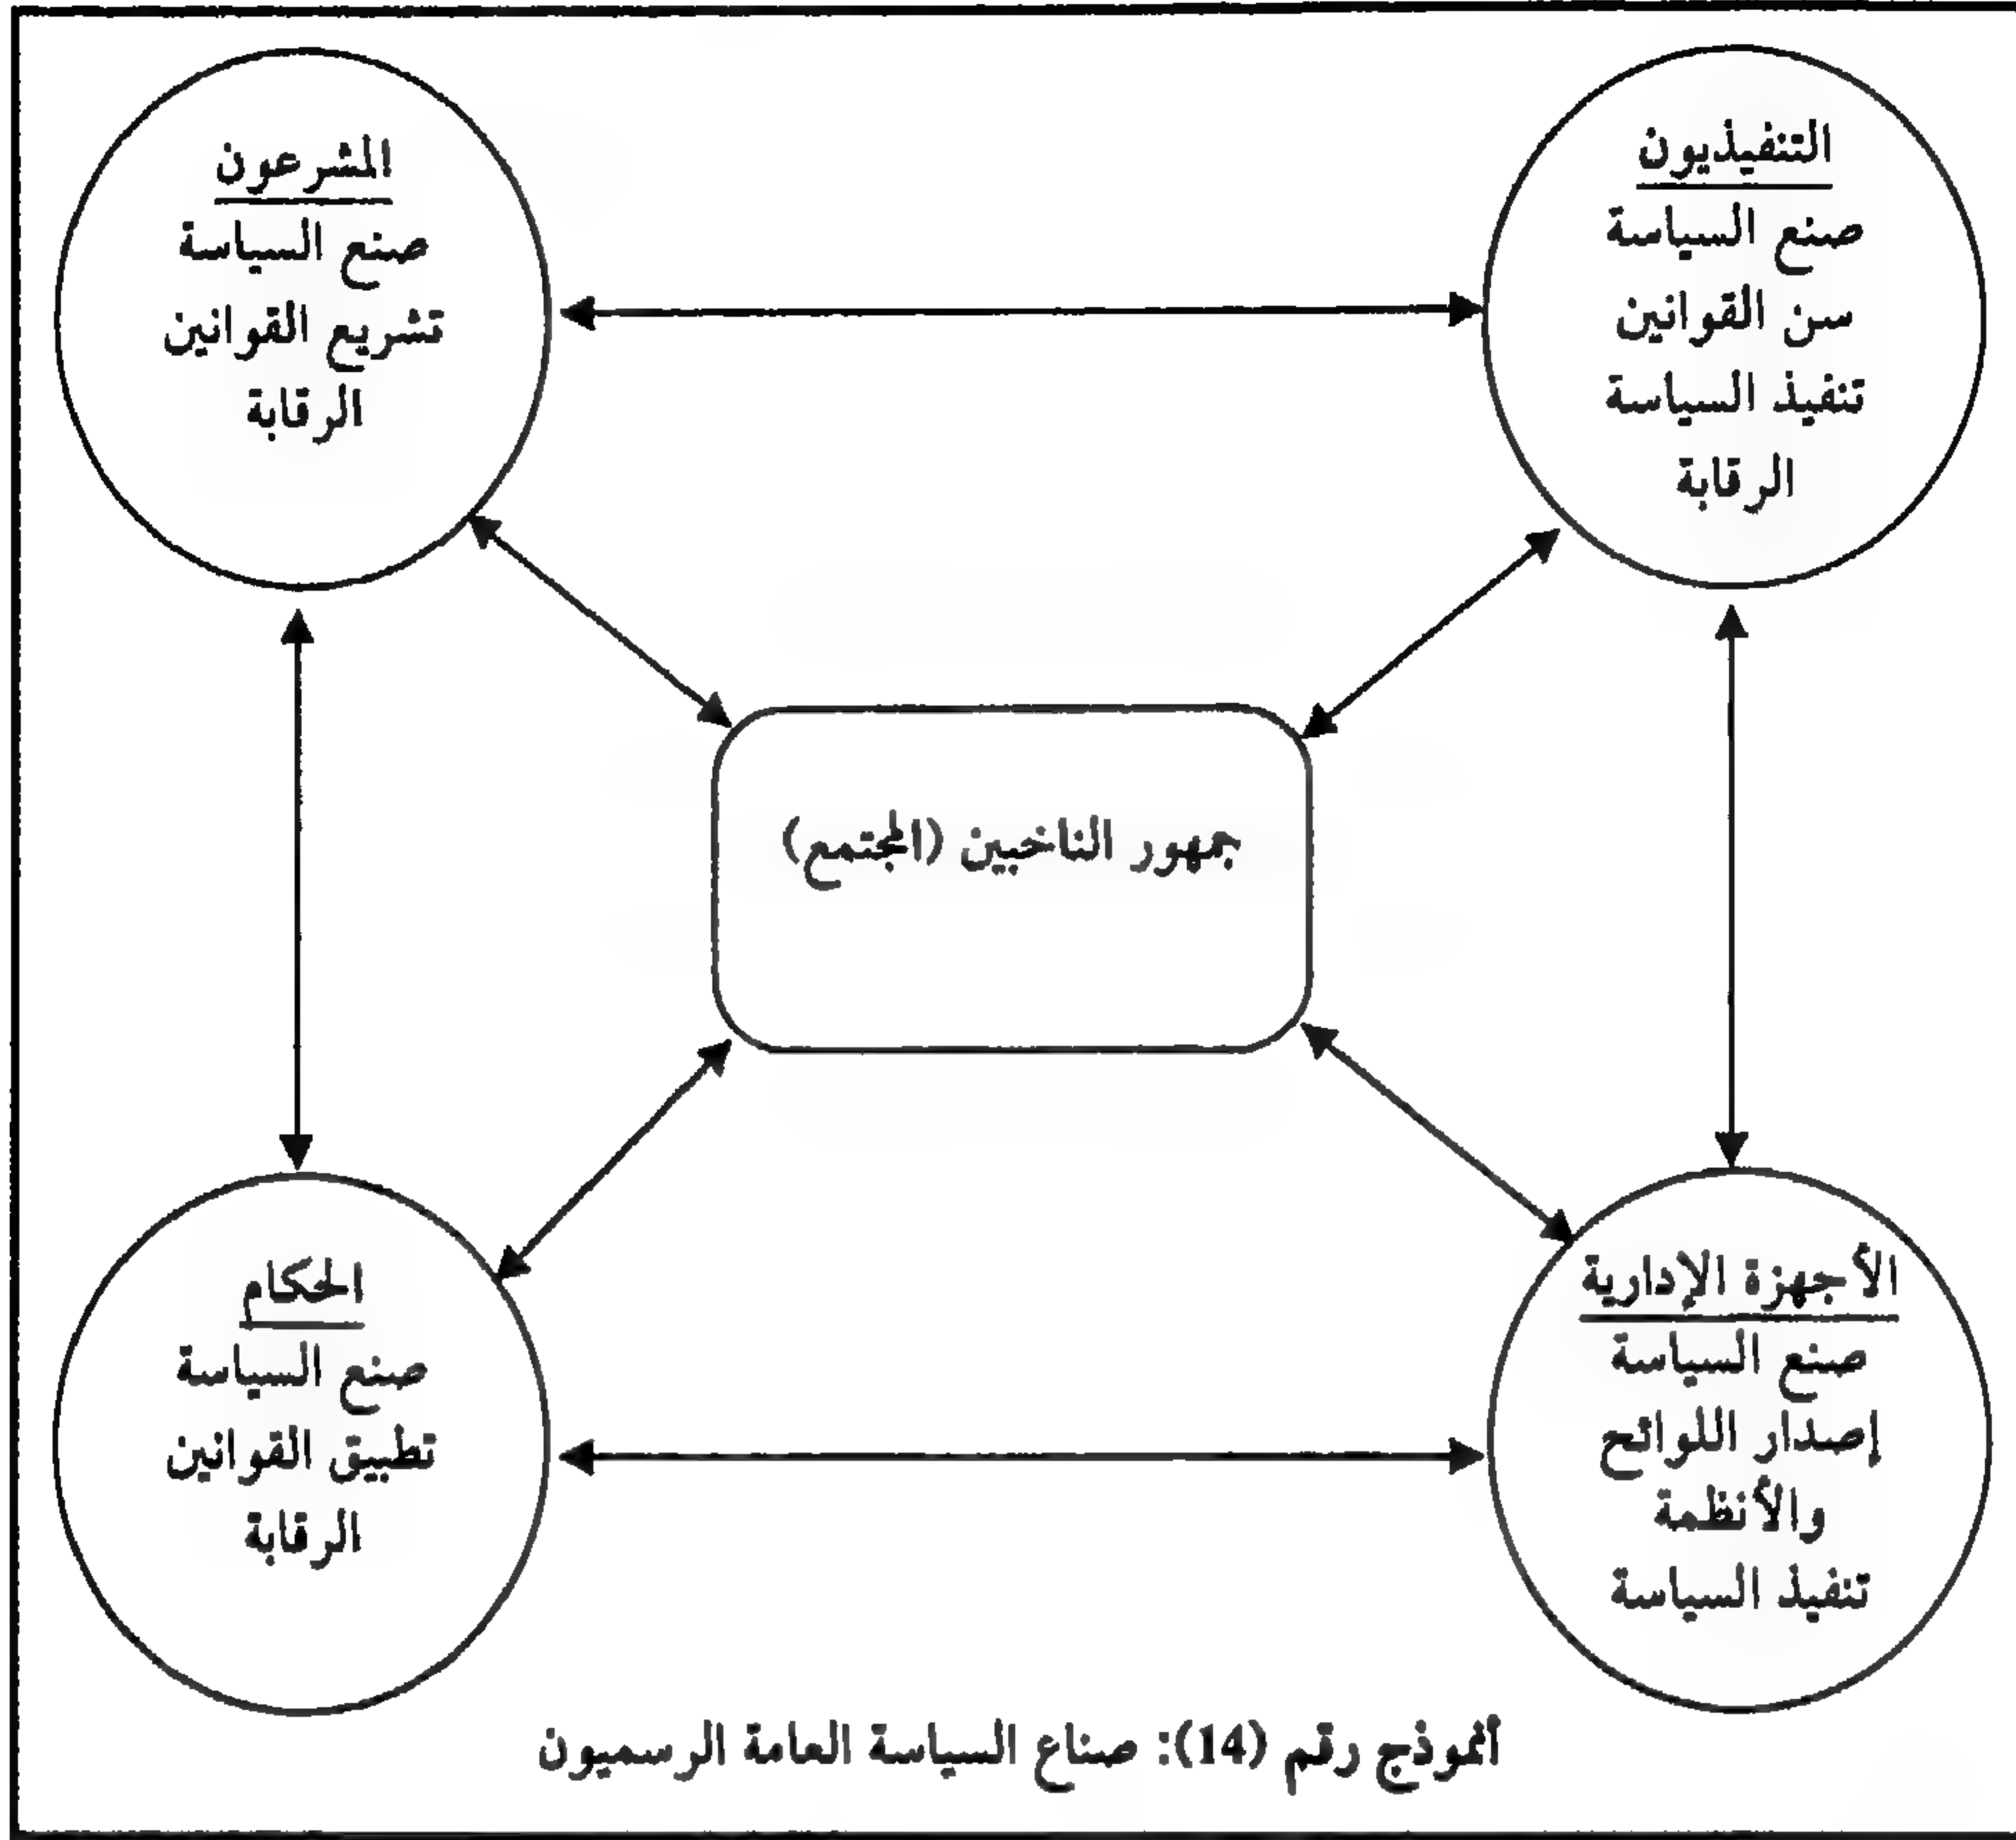 التنفيذيون
صنع السياسة
سن القوانين
تنفيذ السياسة
الرقابة
المشرعون
صنع السياسة
تشريع القوانين
الرقابة
جمهور الناخبين (المجتمع)
الأجهزة الإدارية
صنع السياسة
إصدار اللوائح
والأنظمة
تنفيذ السياسة
الحكام
صنع السياسة
تطبيق القوانين
الرقابة
أنموذج رقم (14): صناع السياسة العامة الرسميون